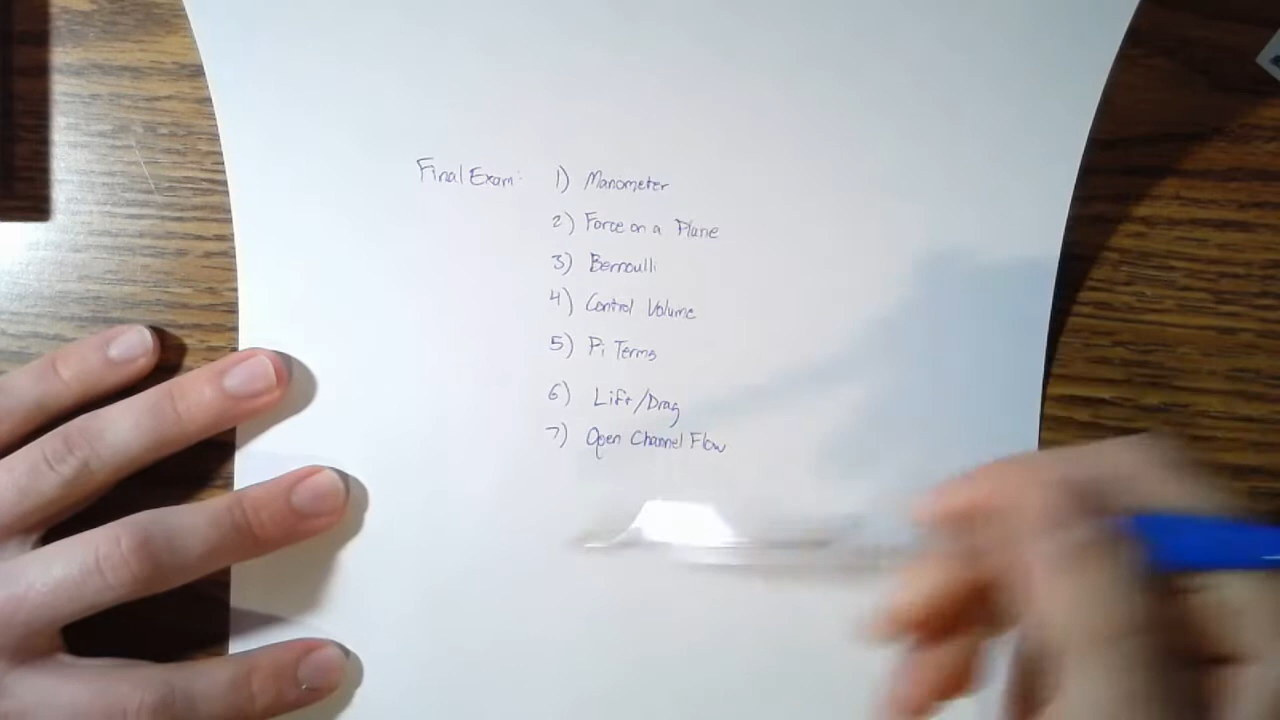 Final Exam: 1) Manometer
2) Force on a Plane
3) Bernoulli
4) Control Volume
5) Pi Terms
6) Lift/Drag
7) Open Channel Flow